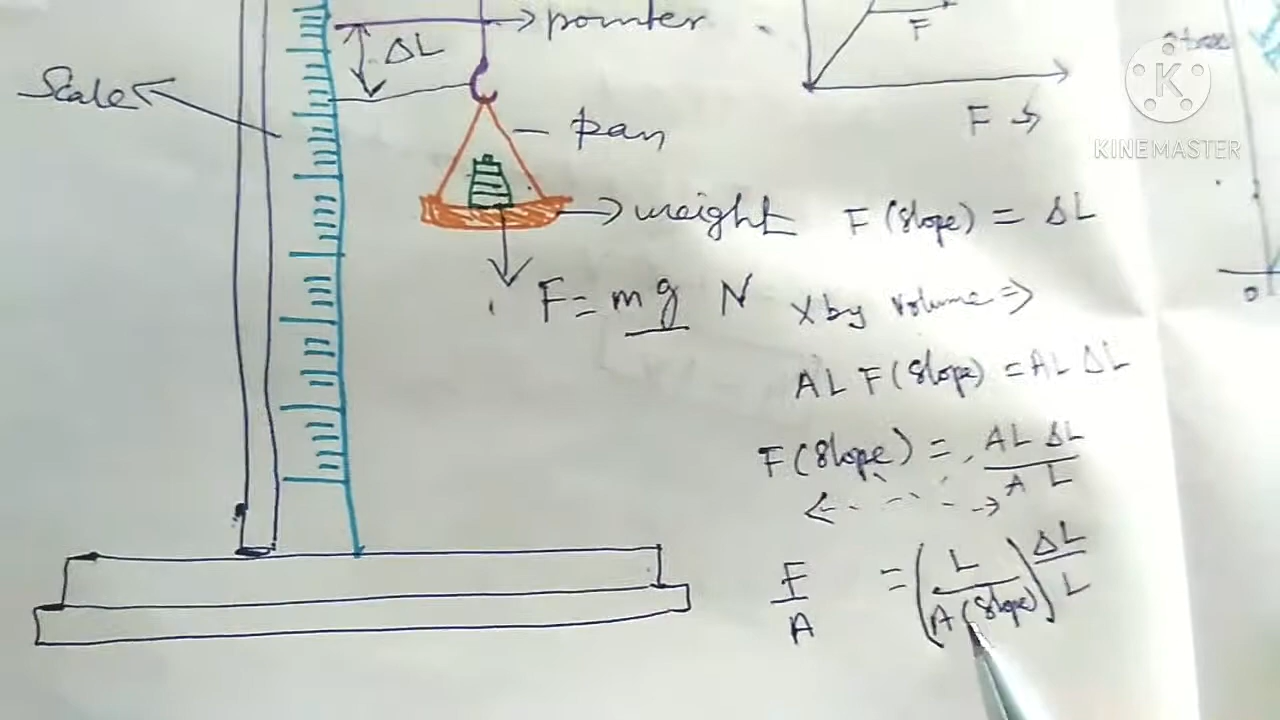 → pointer
ΔL
Scale
F
F →
KINEMASTER
- pan
→ weight
F (slope) = ΔL
F = mg N
X by volume ⇒
A L F (slope) = AL ΔL
F (slope) = AL ΔL / A L
F/A = (L / A (slope)) ΔL/L
0